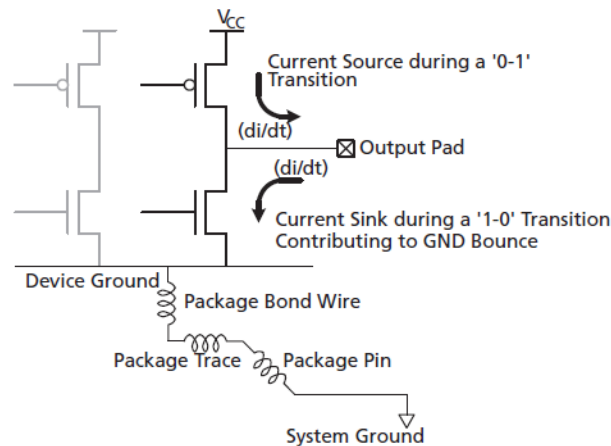 VCC
Current Source during a '0-1'
Transition
(di/dt)
Output Pad
(di/dt)
Current Sink during a '1-0' Transition
Contributing to GND Bounce
Device Ground
Package Bond Wire
Package Trace
Package Pin
System Ground